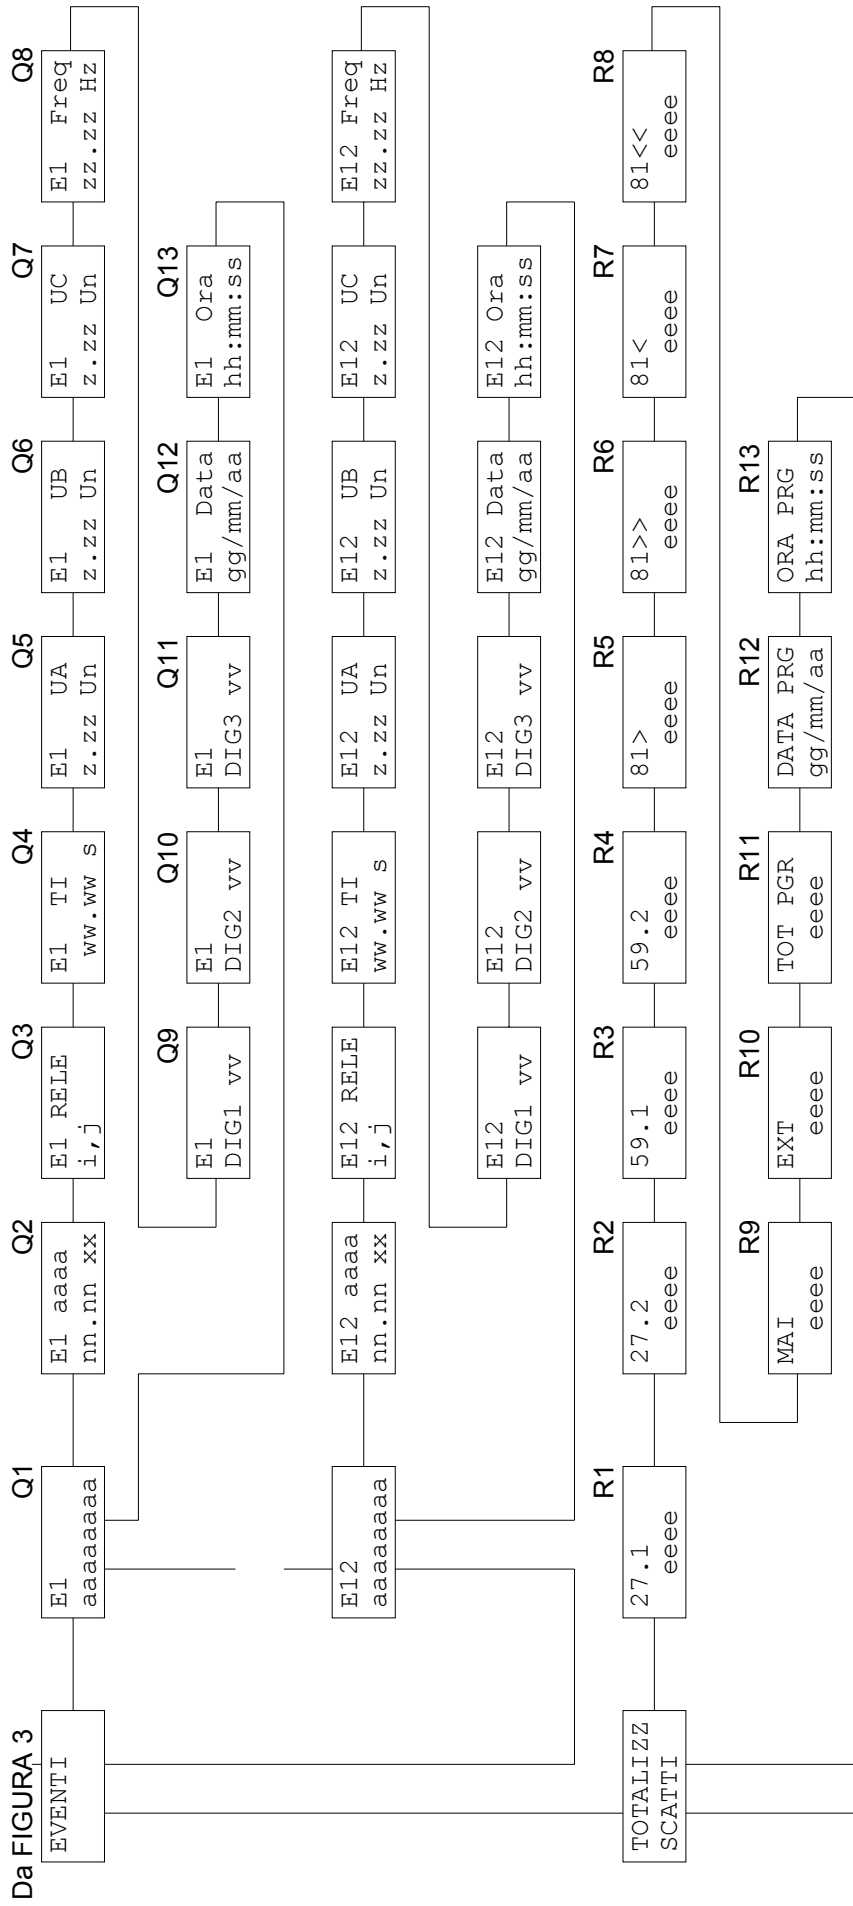 Da FIGURA 3
EVENTI
Q1
E1
aaaaaaaa
Q2
E1 aaaa
nn.nn xx
Q3
E1 RELE
i,j
Q4
E1 TI
ww.ww s
Q5
E1 UA
z.zz Un
Q6
E1 UB
z.zz Un
Q7
E1 UC
z.zz Un
Q8
E1 Freq
zz.zz Hz
Q9
E1
DIG1 vv
Q10
E1
DIG2 vv
Q11
E1
DIG3 vv
Q12
E1 Data
gg/mm/aa
Q13
E1 Ora
hh:mm:ss
E12
aaaaaaaa
E12 aaaa
nn.nn xx
E12 RELE
i,j
E12 TI
ww.ww s
E12 UA
z.zz Un
E12 UB
z.zz Un
E12 UC
z.zz Un
E12 Freq
zz.zz Hz
E12
DIG1 vv
E12
DIG2 vv
E12
DIG3 vv
E12 Data
gg/mm/aa
E12 Ora
hh:mm:ss
TOTALIZZ
SCATTI
R1
27.1
eeee
R2
27.2
eeee
R3
59.1
eeee
R4
59.2
eeee
R5
81>
eeee
R6
81>>
eeee
R7
81<
eeee
R8
81<<
eeee
R9
MAI
eeee
R10
EXT
eeee
R11
TOT PGR
eeee
R12
DATA PRG
gg/mm/aa
R13
ORA PRG
hh:mm:ss